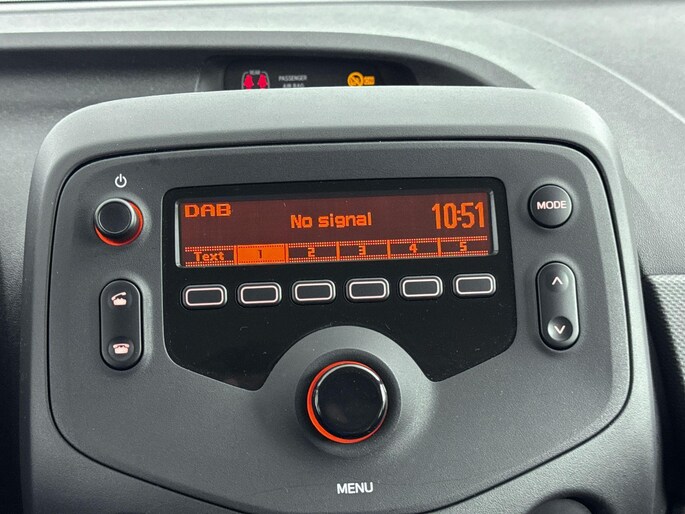 PASSENGER
AIR BAG
DAB
No signal
10:51
Text 1 2 3 4 5
MODE
MENU